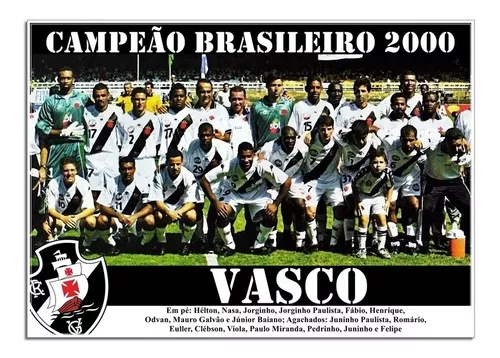 CAMPEÃO BRASILEIRO 2000
VASCO
Em pé: Hélton, Nasa, Jorginho, Jorginho Paulista, Fábio, Henrique,
Odvan, Mauro Galvão e Júnior Baiano; Agachados: Juninho Paulista, Romário,
Euller, Clébson, Viola, Paulo Miranda, Pedrinho, Juninho e Felipe